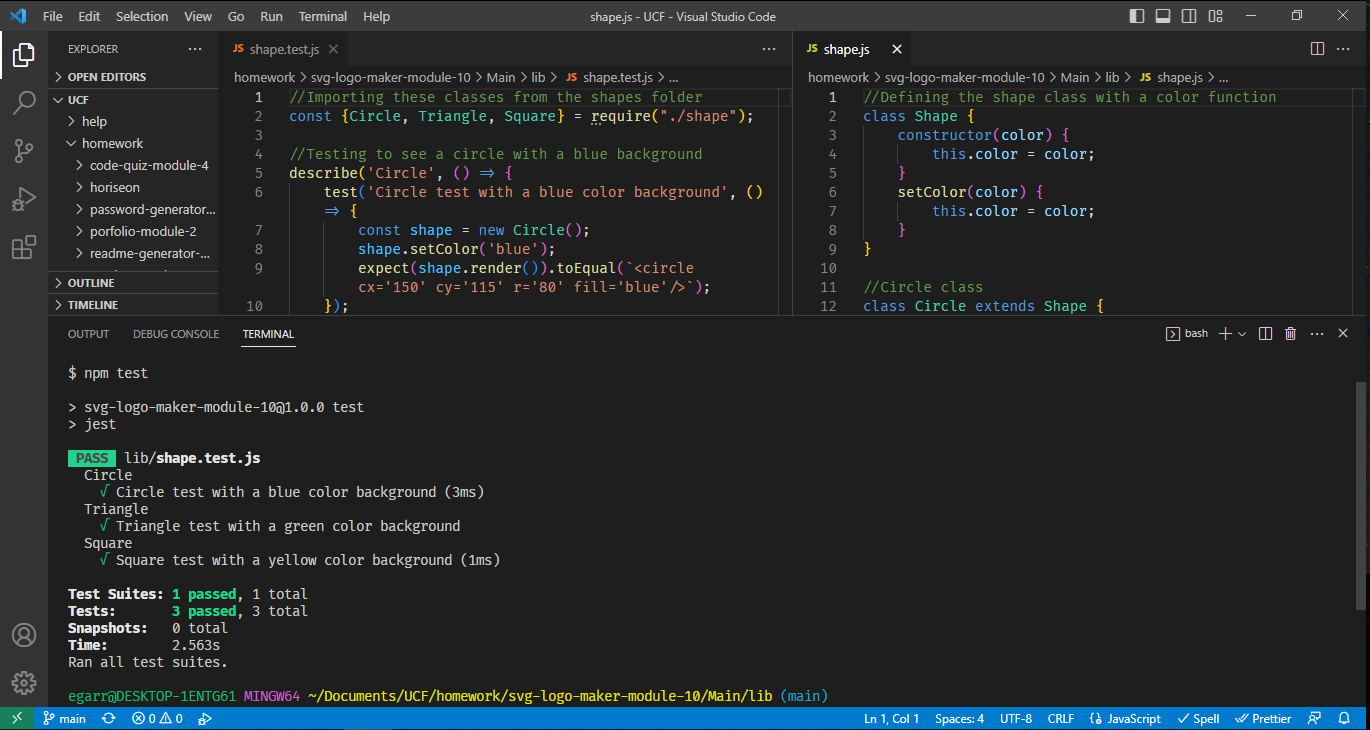 File Edit Selection View Go Run Terminal Help shape.js - UCF - Visual Studio Code
EXPLORER ···
OPEN EDITORS
UCF
help
homework
code-quiz-module-4
horiseon
password-generator...
porfolio-module-2
readme-generator-...
OUTLINE
TIMELINE
JS shape.test.js
homework > svg-logo-maker-module-10 > Main > lib > JS shape.test.js > ...
1 //Importing these classes from the shapes folder
2 const {Circle, Triangle, Square} = require("./shape");
3
4 //Testing to see a circle with a blue background
5 describe('Circle', () => {
6 test('Circle test with a blue color background', ()
=> {
7 const shape = new Circle();
8 shape.setColor('blue');
9 expect(shape.render()).toEqual(`<circle
cx='150' cy='115' r='80' fill='blue'/>`);
10 });
JS shape.js
homework > svg-logo-maker-module-10 > Main > lib > JS shape.js > ...
1 //Defining the shape class with a color function
2 class Shape {
3 constructor(color) {
4 this.color = color;
5 }
6 setColor(color) {
7 this.color = color;
8 }
9 }
10
11 //Circle class
12 class Circle extends Shape {
OUTPUT DEBUG CONSOLE TERMINAL bash
$ npm test
> svg-logo-maker-module-10@1.0.0 test
> jest
PASS lib/shape.test.js
Circle
√ Circle test with a blue color background (3ms)
Triangle
√ Triangle test with a green color background
Square
√ Square test with a yellow color background (1ms)
Test Suites: 1 passed, 1 total
Tests: 3 passed, 3 total
Snapshots: 0 total
Time: 2.563s
Ran all test suites.
egarr@DESKTOP-1ENTG61 MINGW64 ~/Documents/UCF/homework/svg-logo-maker-module-10/Main/lib (main)
main 0 0 Ln 1, Col 1 Spaces: 4 UTF-8 CRLF JavaScript Spell Prettier